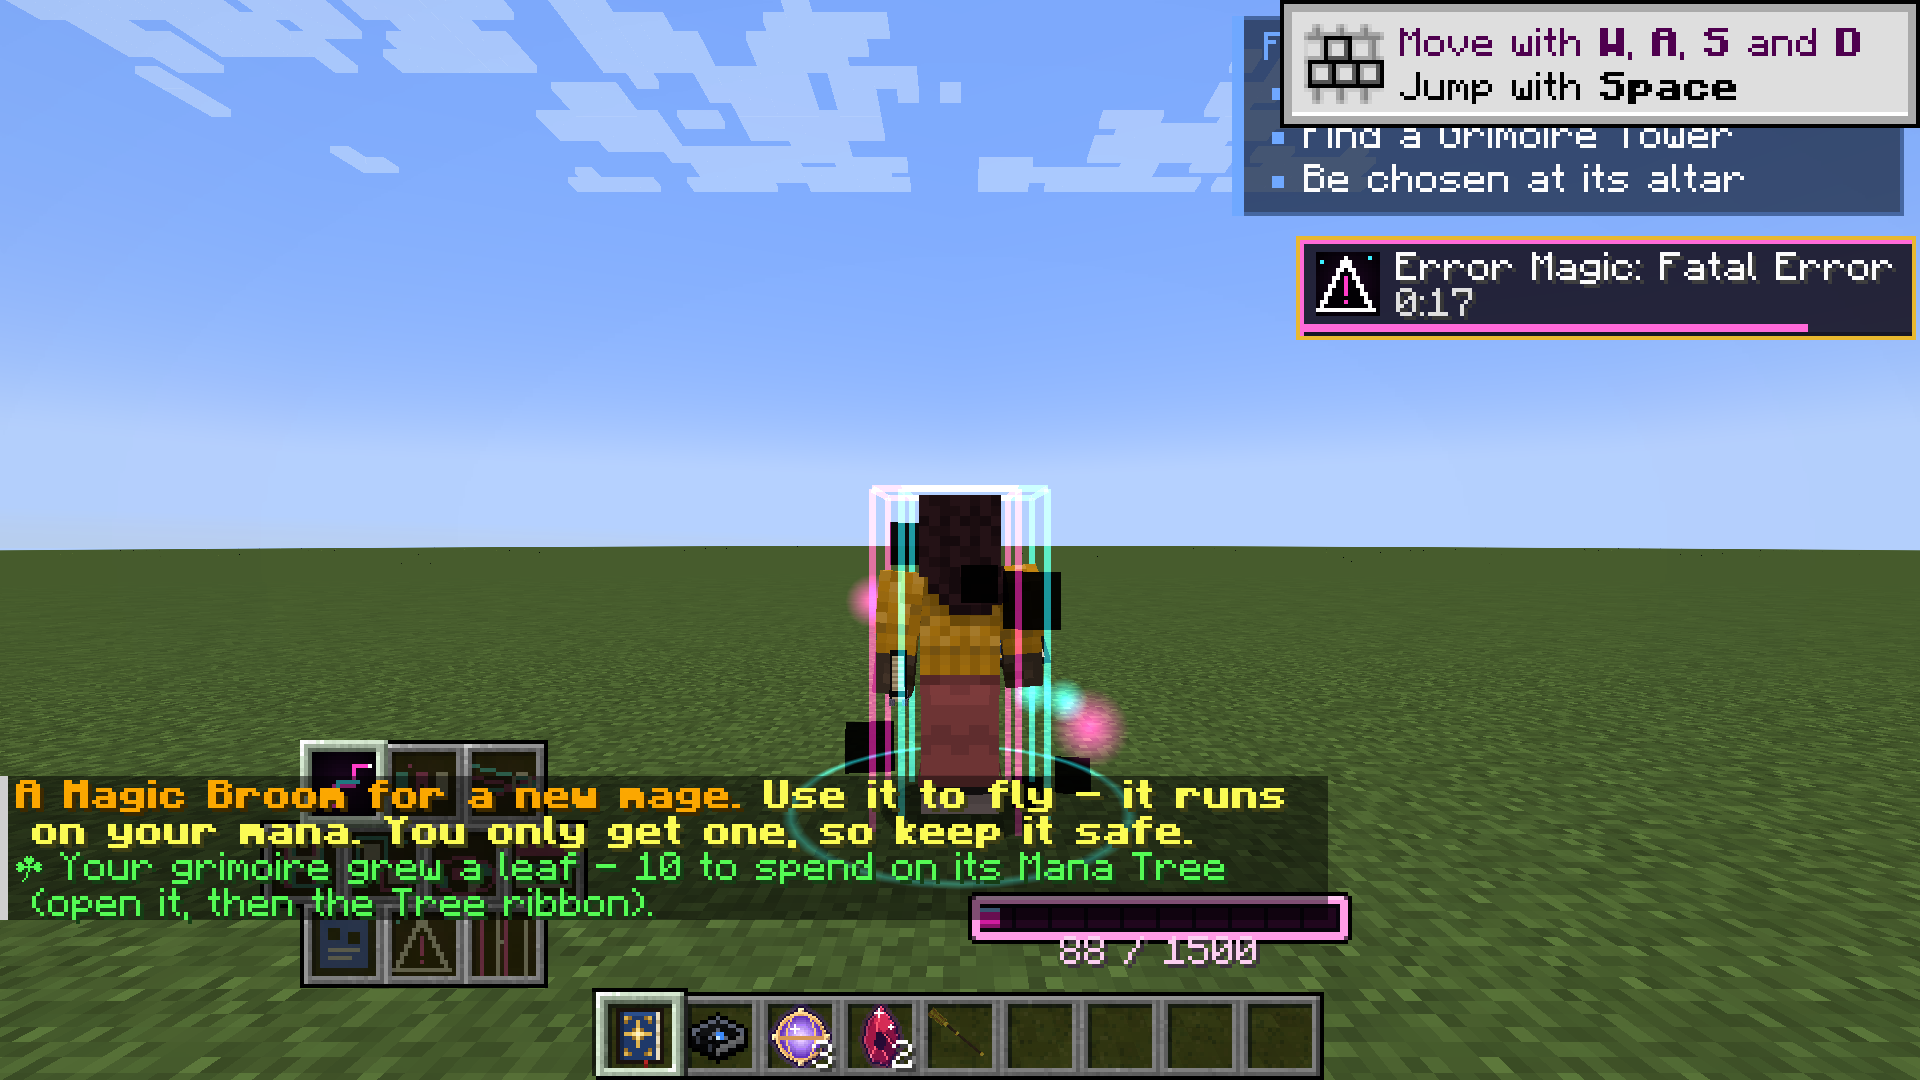 Move with W, A, S and D
Jump with Space
Find a Grimoire Tower
Be chosen at its altar
Error Magic: Fatal Error
0:17
A Magic Broom for a new mage. Use it to fly – it runs
on your mana. You only get one, so keep it safe.
☘ Your grimoire grew a leaf – 10 to spend on its Mana Tree
(open it, then the Tree ribbon).
88 / 1500
3
2